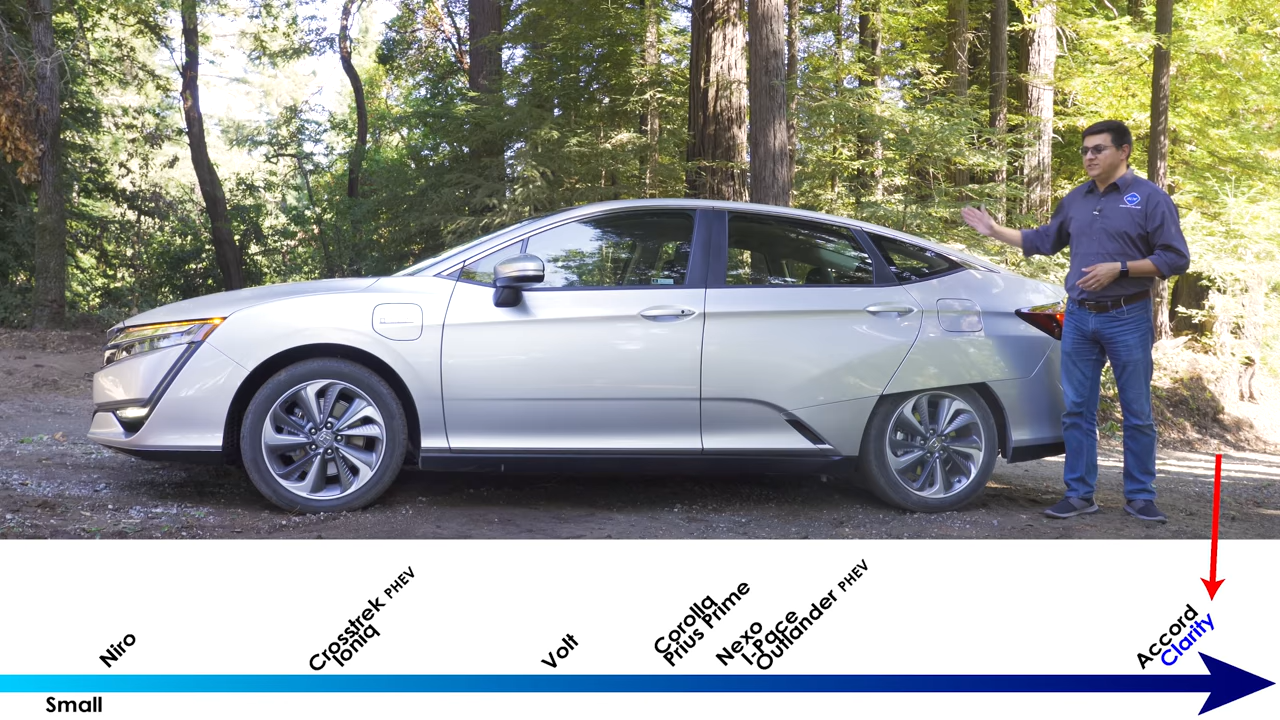 Niro
Crosstrek PHEV
Ioniq
Volt
Corolla
Prius Prime
Nexo
I-Pace
Outlander PHEV
Accord
Clarity
Small